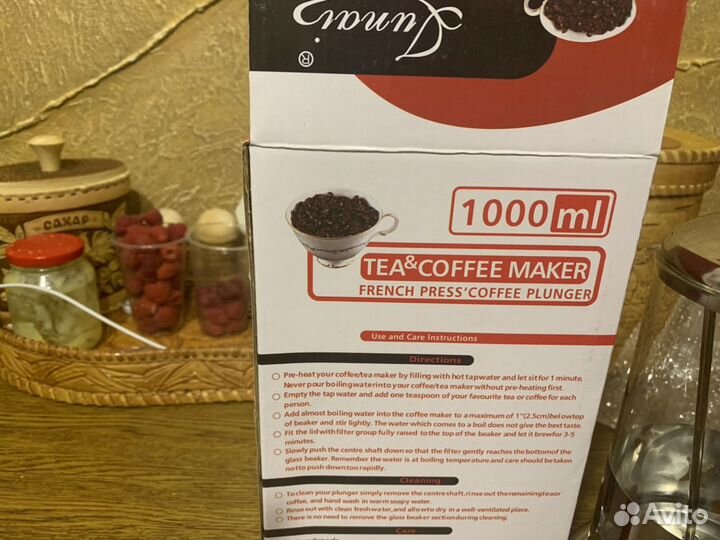 Junai
®
1000ml
TEA&COFFEE MAKER
FRENCH PRESS'COFFEE PLUNGER
Use and Care Instructions
Directions
Pre-heat your coffee/tea maker by filling with hot tapwater and let sit for 1 minute.
Never pour boiling water into your coffee/tea maker without pre-heating first.
Empty the tap water and add one teaspoon of your favourite tea or coffee for each
person.
Add almost boiling water into the coffee maker to a maximum of 1"(2.5cm)belowtop
of beaker and stir lightly. The water which comes to a boil does not give the best taste.
Fit the lid with filter group fully raised to the top of the beaker and let it brew for 3-5
minutes.
Slowly push the centre shaft down so that the filter gently reaches the bottom of the
glass beaker. Remember the water is at boiling temperature and care should be taken
not to push down too rapidly.
Cleaning
To clean your plunger simply remove the centre shaft, rinse out the remaining tea or
coffee, and hand wash in warm soapy water.
Rinse out with clean fresh water, and allow to dry in a well-ventilated place.
There is no need to remove the glass beaker section during cleaning.
Care
САХАР
Avito